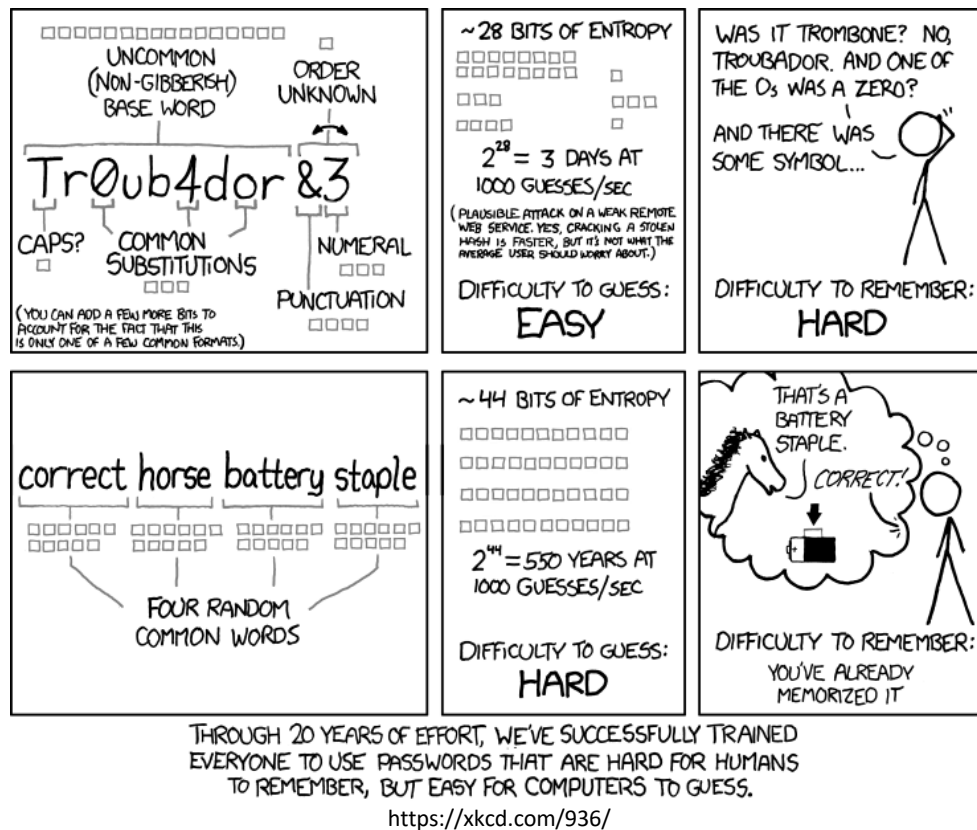 UNCOMMON
(NON-GIBBERISH)
BASE WORD
ORDER
UNKNOWN
Tr0ub4dor &3
CAPS?
COMMON
SUBSTITUTIONS
NUMERAL
PUNCTUATION
(YOU CAN ADD A FEW MORE BITS TO
ACCOUNT FOR THE FACT THAT THIS
IS ONLY ONE OF A FEW COMMON FORMATS.)
~28 BITS OF ENTROPY
2²⁸ = 3 DAYS AT
1000 GUESSES/SEC
(PLAUSIBLE ATTACK ON A WEAK REMOTE
WEB SERVICE. YES, CRACKING A STOLEN
HASH IS FASTER, BUT IT'S NOT WHAT THE
AVERAGE USER SHOULD WORRY ABOUT.)
DIFFICULTY TO GUESS:
EASY
WAS IT TROMBONE? NO,
TROUBADOR. AND ONE OF
THE Os WAS A ZERO?
AND THERE WAS
SOME SYMBOL...
DIFFICULTY TO REMEMBER:
HARD
correct horse battery staple
FOUR RANDOM
COMMON WORDS
~44 BITS OF ENTROPY
2⁴⁴ = 550 YEARS AT
1000 GUESSES/SEC
DIFFICULTY TO GUESS:
HARD
THAT'S A
BATTERY
STAPLE.
CORRECT!
DIFFICULTY TO REMEMBER:
YOU'VE ALREADY
MEMORIZED IT
THROUGH 20 YEARS OF EFFORT, WE'VE SUCCESSFULLY TRAINED
EVERYONE TO USE PASSWORDS THAT ARE HARD FOR HUMANS
TO REMEMBER, BUT EASY FOR COMPUTERS TO GUESS.
https://xkcd.com/936/